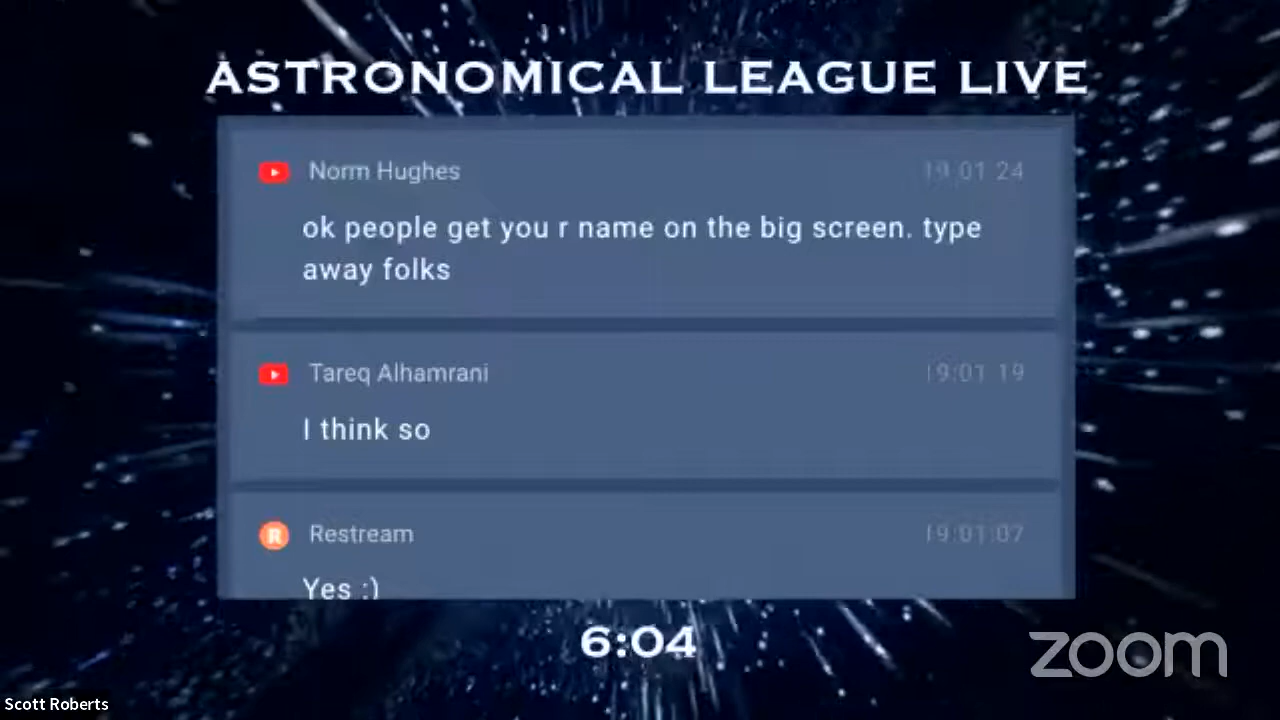 ASTRONOMICAL LEAGUE LIVE
Norm Hughes 19:01:24
ok people get you r name on the big screen. type
away folks
Tareq Alhamrani 19:01:19
I think so
R Restream 19:01:07
Yes :)
6:04
zoom
Scott Roberts